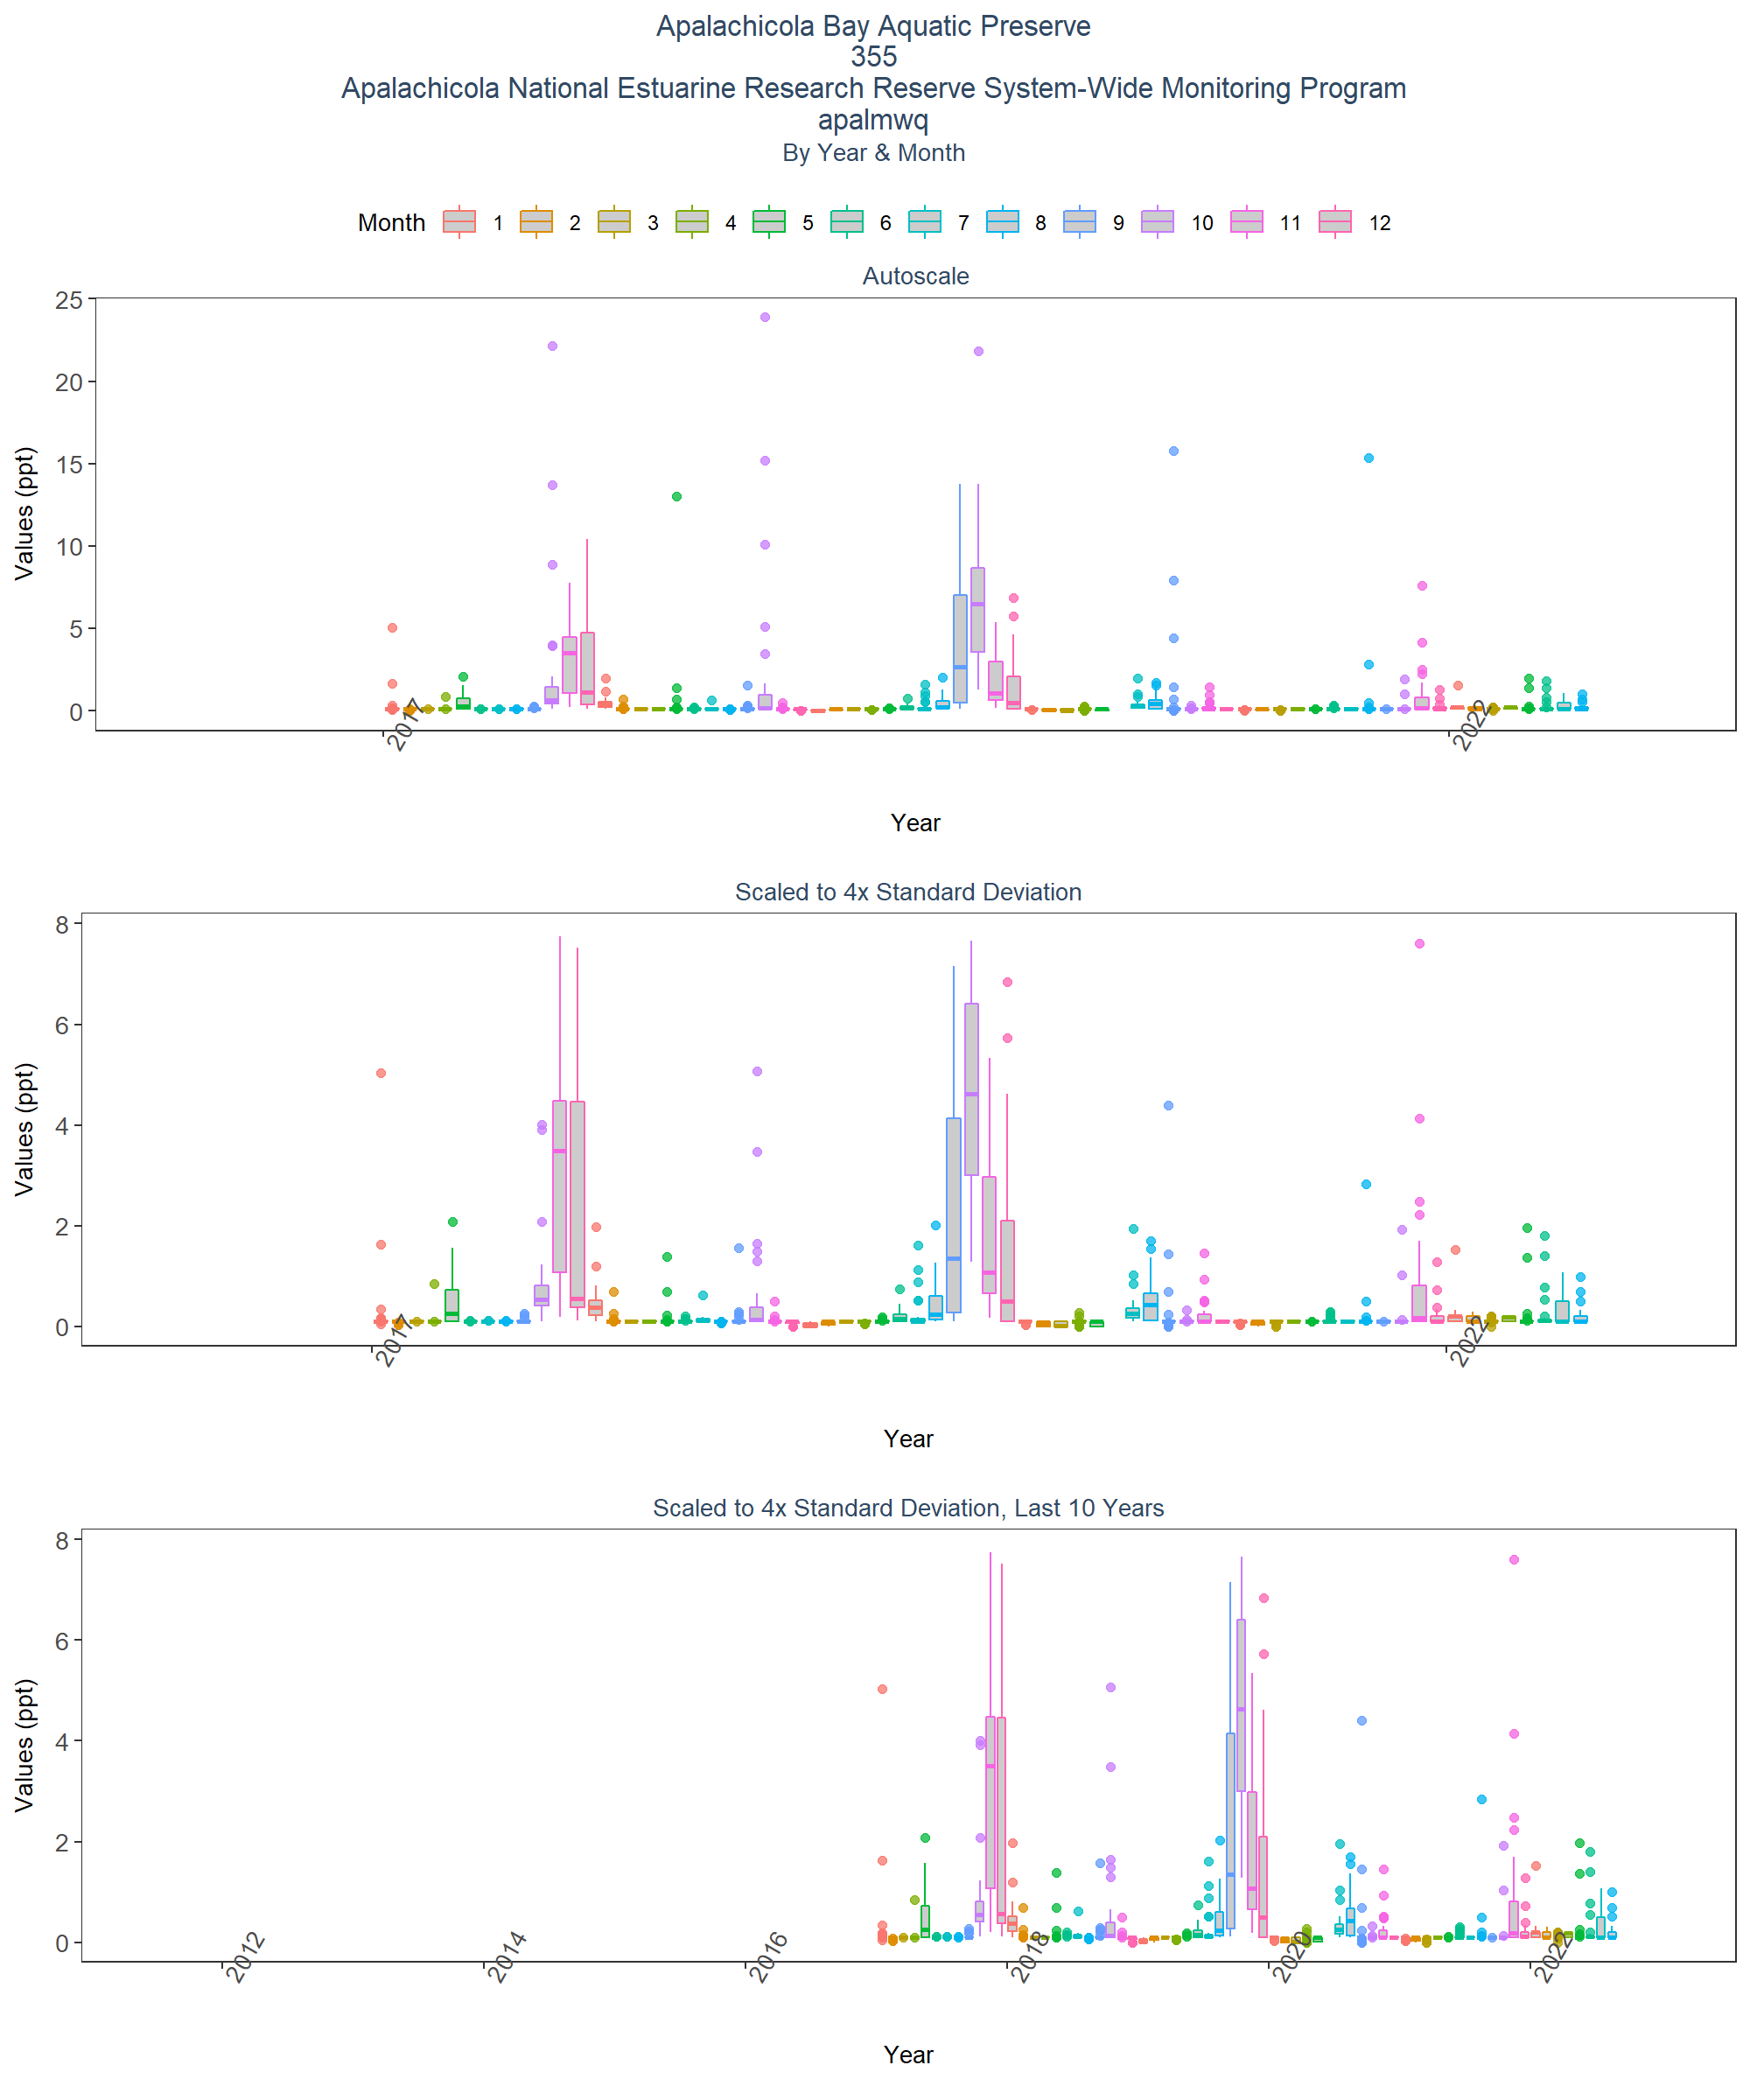 Apalachicola Bay Aquatic Preserve
355
Apalachicola National Estuarine Research Reserve System-Wide Monitoring Program
apalmwq
By Year & Month
Month 1 2 3 4 5 6 7 8 9 10 11 12
Autoscale
25
20
15
10
5
0
Values (ppt)
2017 2022
Year
Scaled to 4x Standard Deviation
8
6
4
2
0
Values (ppt)
2017 2022
Year
Scaled to 4x Standard Deviation, Last 10 Years
8
6
4
2
0
Values (ppt)
2012 2014 2016 2018 2020 2022
Year